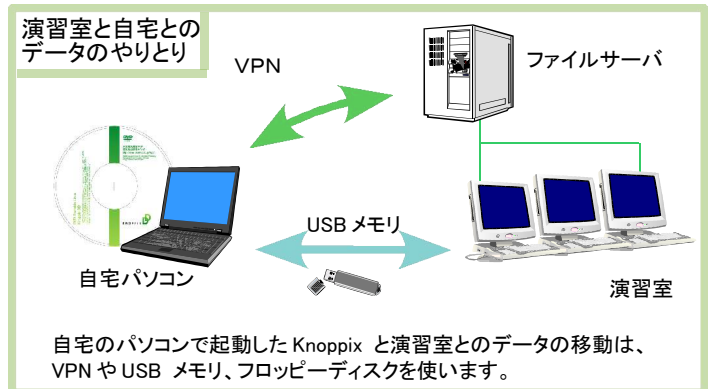 演習室と自宅との
データのやりとり
VPN
ファイルサーバ
USB メモリ
自宅パソコン
演習室
自宅のパソコンで起動した Knoppix と演習室とのデータの移動は、
VPN や USB メモリ、フロッピーディスクを使います。